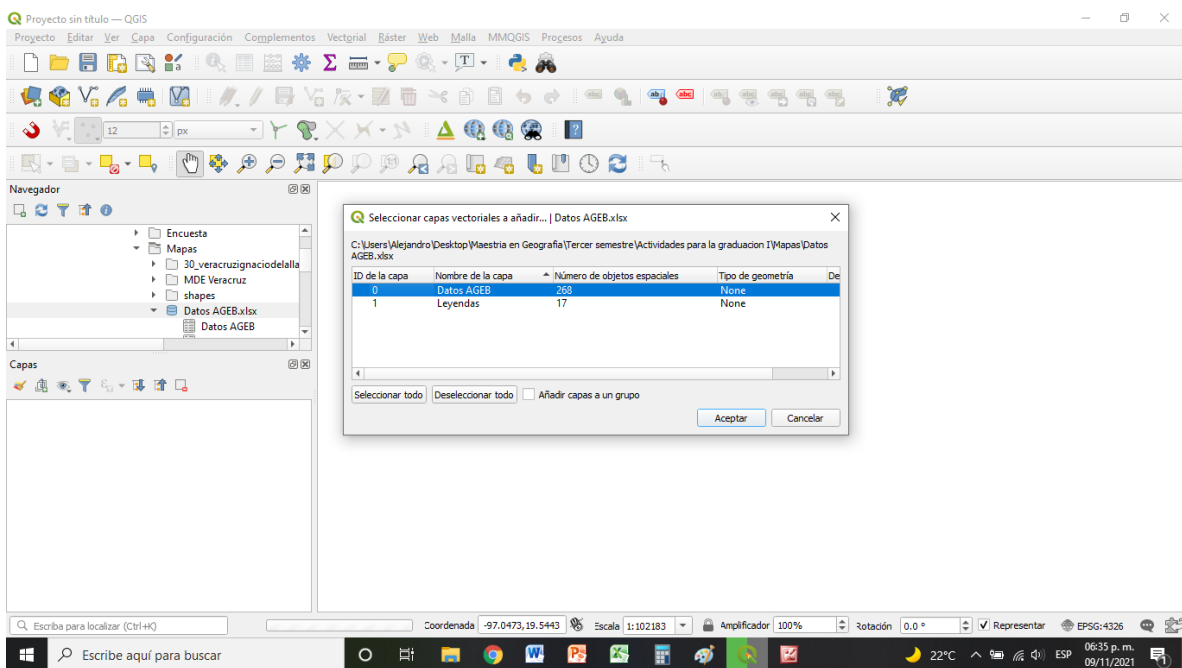 Proyecto sin título — QGIS
Proyecto Editar Ver Capa Configuración Complementos Vectorial Ráster Web Malla MMQGIS Procesos Ayuda
12 px
Navegador
Encuesta
Mapas
30_veracruzignaciodelalla
MDE Veracruz
shapes
Datos AGEB.xlsx
Datos AGEB
Capas
Seleccionar capas vectoriales a añadir... | Datos AGEB.xlsx
C:\Users\Alejandro\Desktop\Maestria en Geografia\Tercer semestre\Actividades para la graduacion I\Mapas\Datos
AGEB.xlsx
ID de la capa Nombre de la capa Número de objetos espaciales Tipo de geometría De
0 Datos AGEB 268 None
1 Leyendas 17 None
Seleccionar todo Deseleccionar todo Añadir capas a un grupo
Aceptar Cancelar
Escriba para localizar (Ctrl+K) Coordenada -97.0473,19.5443 Escala 1:102183 Amplificador 100% Rotación 0.0 ° Representar EPSG:4326
Escribe aquí para buscar 22°C ESP 06:35 p. m.
09/11/2021